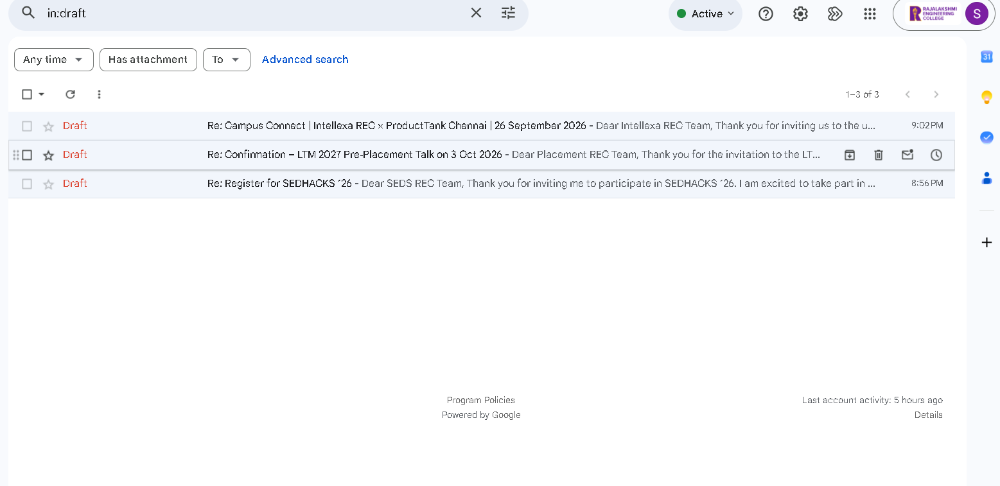 in:draft
Active
RAJALAKSHMI
ENGINEERING
COLLEGE
S
Any time
Has attachment
To
Advanced search
1–3 of 3
31
Draft
Re: Campus Connect | Intellexa REC × ProductTank Chennai | 26 September 2026 - Dear Intellexa REC Team, Thank you for inviting us to the u...
9:02 PM
Draft
Re: Confirmation – LTM 2027 Pre-Placement Talk on 3 Oct 2026 - Dear Placement REC Team, Thank you for the invitation to the LT...
Draft
Re: Register for SEDHACKS ´26 - Dear SEDS REC Team, Thank you for inviting me to participate in SEDHACKS ´26. I am excited to take part in ...
8:56 PM
Program Policies
Powered by Google
Last account activity: 5 hours ago
Details